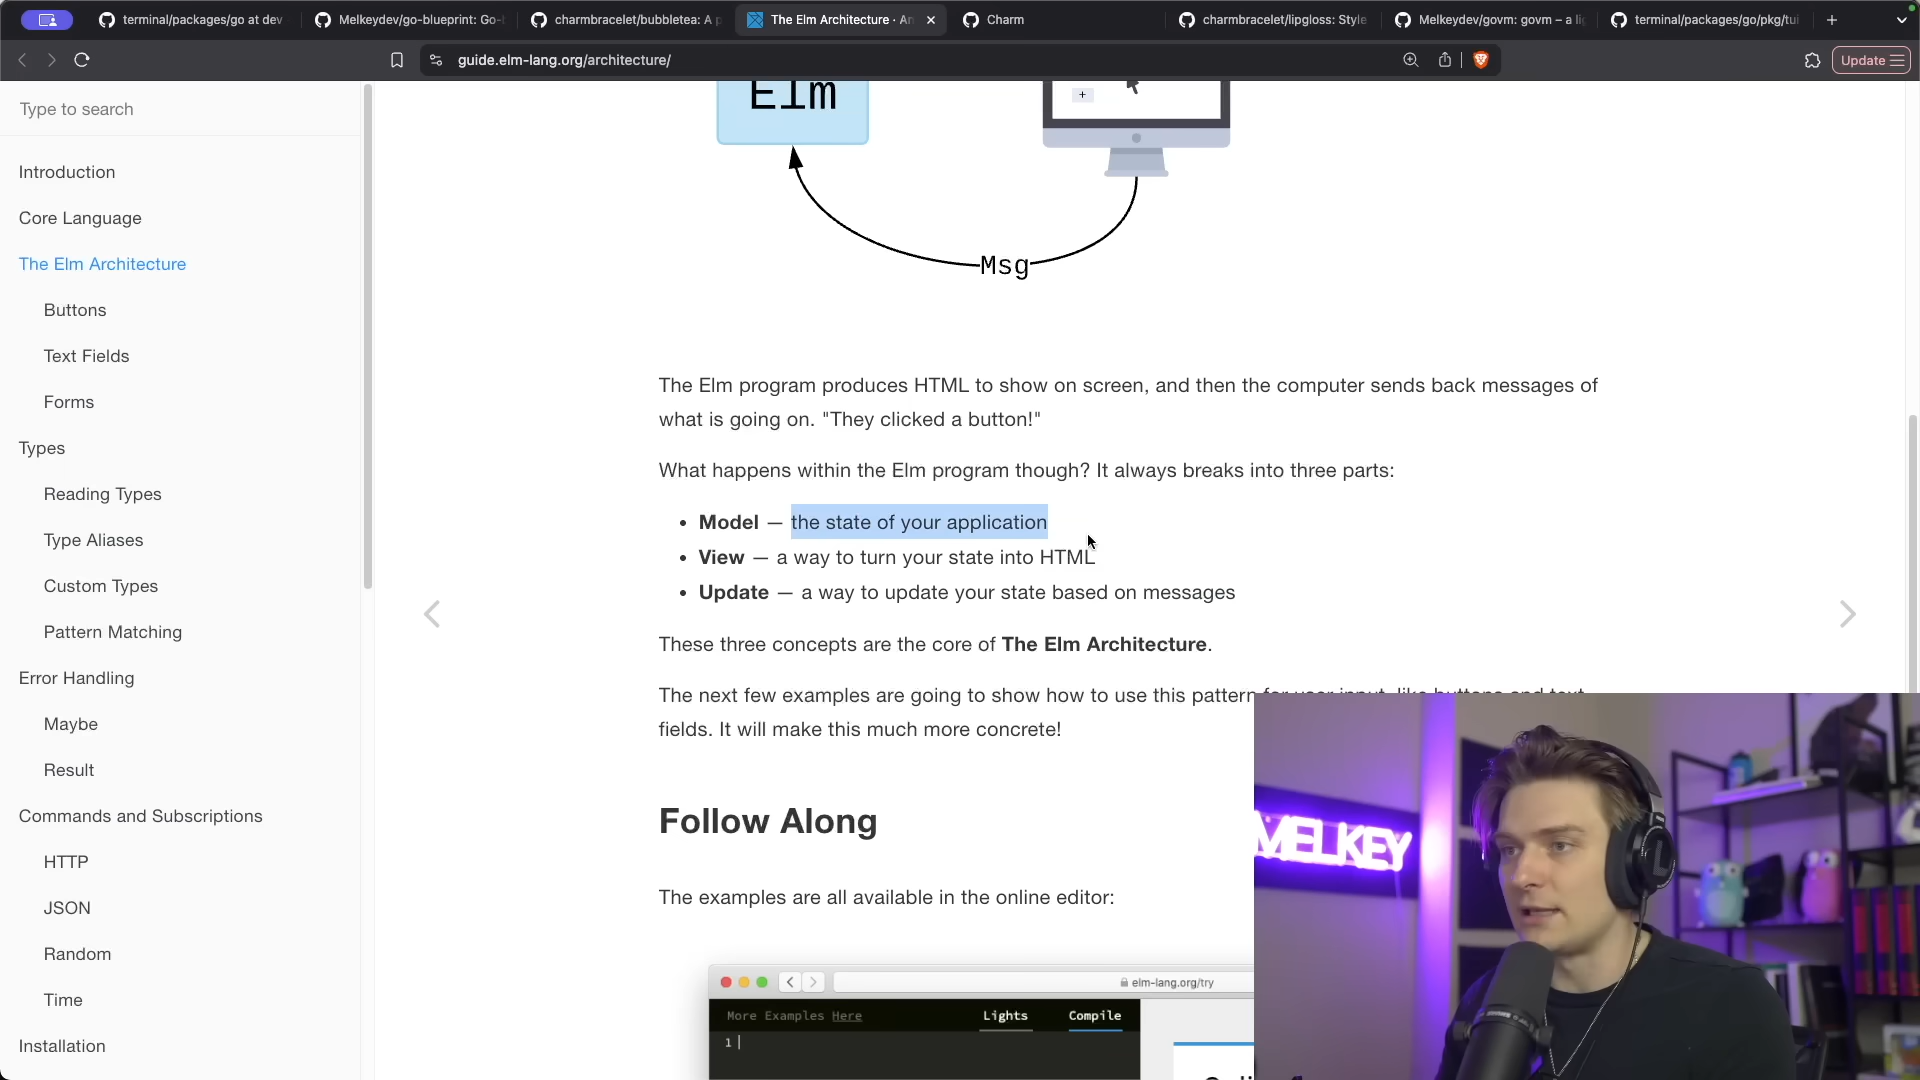 terminal/packages/go at dev
Melkeydev/go-blueprint: Go-b
charmbracelet/bubbletea: A p
The Elm Architecture · An
Charm
charmbracelet/lipgloss: Style
Melkeydev/govm: govm – a lig
terminal/packages/go/pkg/tui
guide.elm-lang.org/architecture/
Update
Type to search
Introduction
Core Language
The Elm Architecture
Buttons
Text Fields
Forms
Types
Reading Types
Type Aliases
Custom Types
Pattern Matching
Error Handling
Maybe
Result
Commands and Subscriptions
HTTP
JSON
Random
Time
Installation
Elm
+
Msg
The Elm program produces HTML to show on screen, and then the computer sends back messages of
what is going on. "They clicked a button!"
What happens within the Elm program though? It always breaks into three parts:
• Model — the state of your application
• View — a way to turn your state into HTML
• Update — a way to update your state based on messages
These three concepts are the core of The Elm Architecture.
The next few examples are going to show how to use this pattern for user input, like buttons and text
fields. It will make this much more concrete!
Follow Along
The examples are all available in the online editor:
elm-lang.org/try
More Examples Here
Lights
Compile
1
MELKEY